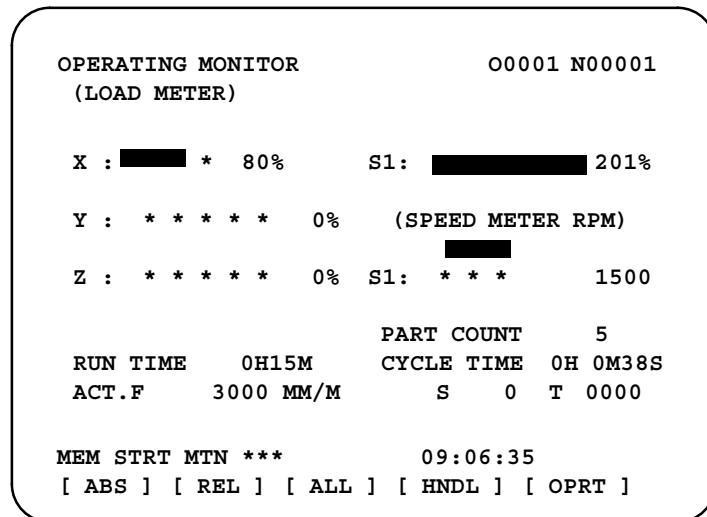 OPERATING MONITOR O0001 N00001
(LOAD METER)
X : * 80% S1: 201%
Y : * * * * * 0% (SPEED METER RPM)
Z : * * * * * 0% S1: * * * 1500
PART COUNT 5
RUN TIME 0H15M CYCLE TIME 0H 0M38S
ACT.F 3000 MM/M S 0 T 0000
MEM STRT MTN *** 09:06:35
[ ABS ] [ REL ] [ ALL ] [ HNDL ] [ OPRT ]